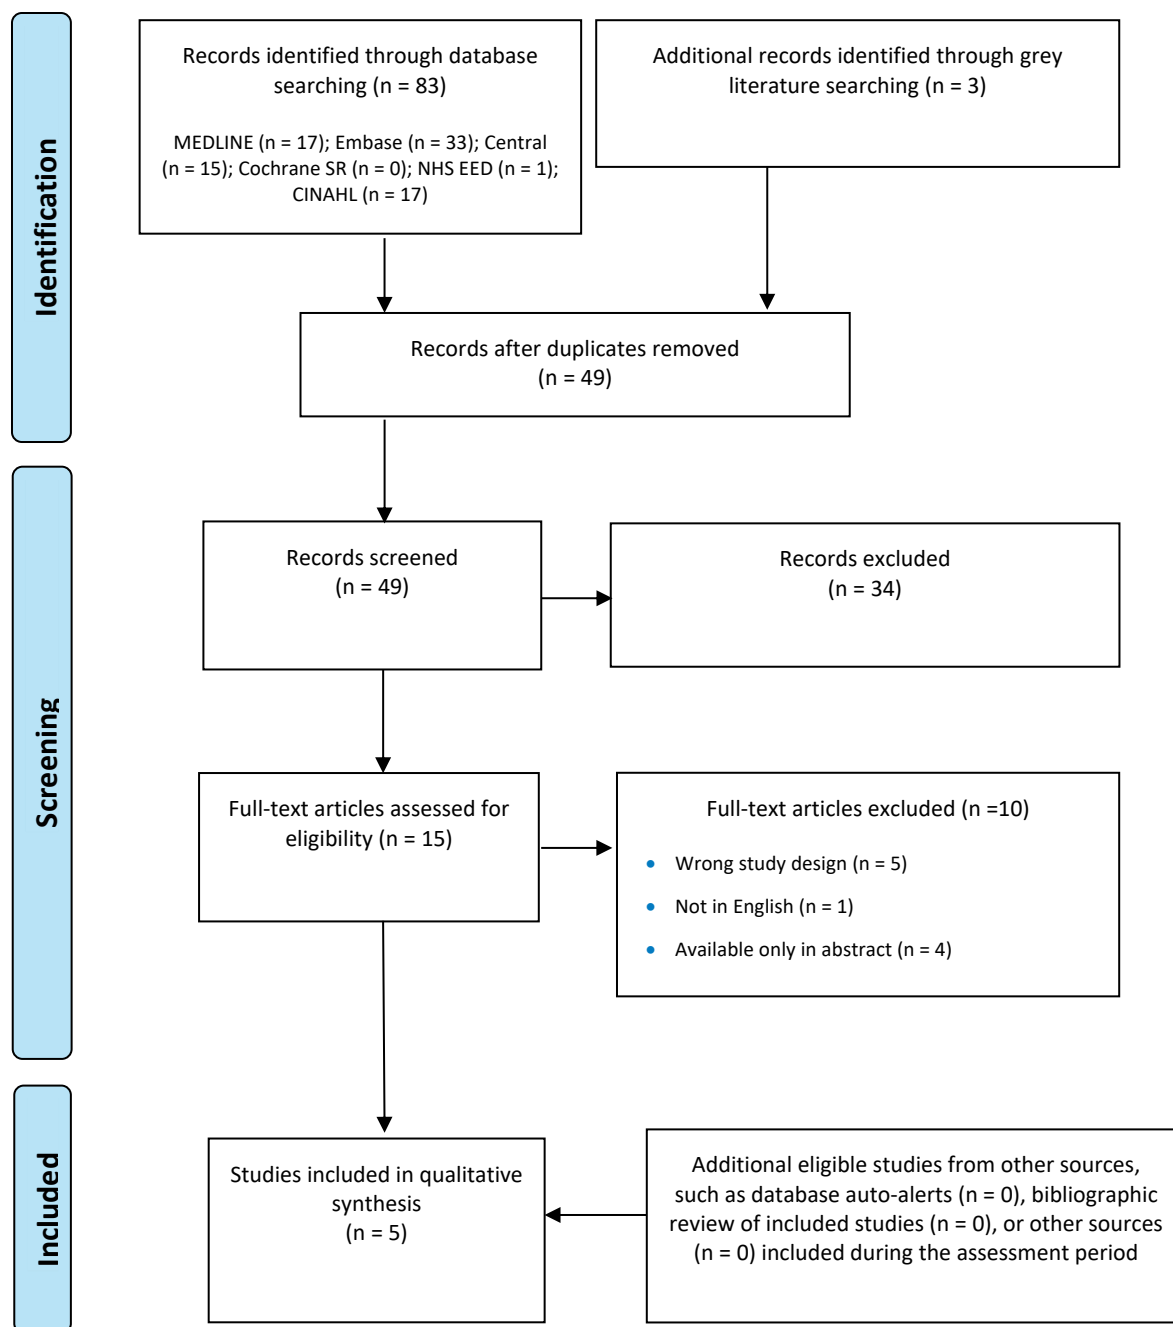 Identification
Records identified through database
searching (n = 83)
MEDLINE (n = 17); Embase (n = 33); Central
(n = 15); Cochrane SR (n = 0); NHS EED (n = 1);
CINAHL (n = 17)
Additional records identified through grey
literature searching (n = 3)
Records after duplicates removed
(n = 49)
Screening
Records screened
(n = 49)
Records excluded
(n = 34)
Full-text articles assessed for
eligibility (n = 15)
Full-text articles excluded (n =10)
• Wrong study design (n = 5)
• Not in English (n = 1)
• Available only in abstract (n = 4)
Included
Studies included in qualitative
synthesis
(n = 5)
Additional eligible studies from other sources,
such as database auto-alerts (n = 0), bibliographic
review of included studies (n = 0), or other sources
(n = 0) included during the assessment period